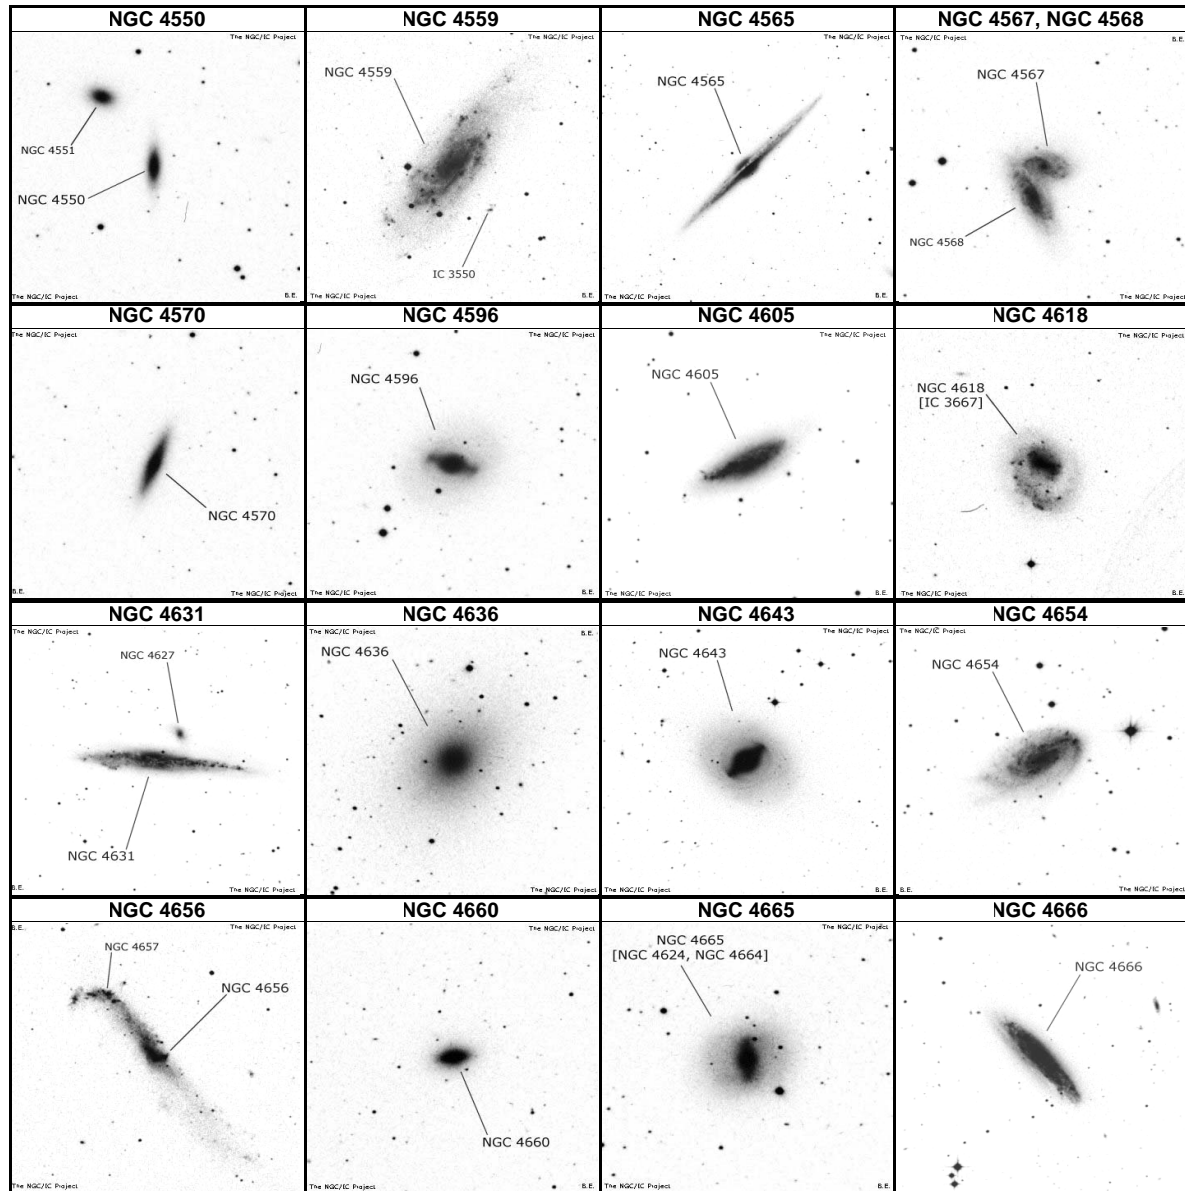 NGC 4550
The NGC/IC Project
NGC 4551
NGC 4550
The NGC/IC Project
B.E.
NGC 4559
The NGC/IC Project
NGC 4559
IC 3550
B.E.
NGC 4565
The NGC/IC Project
NGC 4565
B.E.
NGC 4567, NGC 4568
B.E.
NGC 4567
NGC 4568
The NGC/IC Project
NGC 4570
The NGC/IC Project
NGC 4570
B.E.
The NGC/IC Project
NGC 4596
The NGC/IC Project
NGC 4596
B.E.
NGC 4605
The NGC/IC Project
NGC 4605
The NGC/IC Project
B.E.
NGC 4618
The NGC/IC Project
NGC 4618
[IC 3667]
B.E.
NGC 4631
The NGC/IC Project
NGC 4627
NGC 4631
B.E.
The NGC/IC Project
NGC 4636
The NGC/IC Project
B.E.
NGC 4636
The NGC/IC Project
NGC 4643
The NGC/IC Project
NGC 4643
B.E.
NGC 4654
The NGC/IC Project
NGC 4654
B.E.
The NGC/IC Project
NGC 4656
B.E.
The NGC/IC Project
NGC 4657
NGC 4656
The NGC/IC Project
NGC 4660
The NGC/IC Project
NGC 4660
B.E.
NGC 4665
The NGC/IC Project
NGC 4665
[NGC 4624, NGC 4664]
The NGC/IC Project
B.E.
NGC 4666
The NGC/IC Project
NGC 4666
B.E.